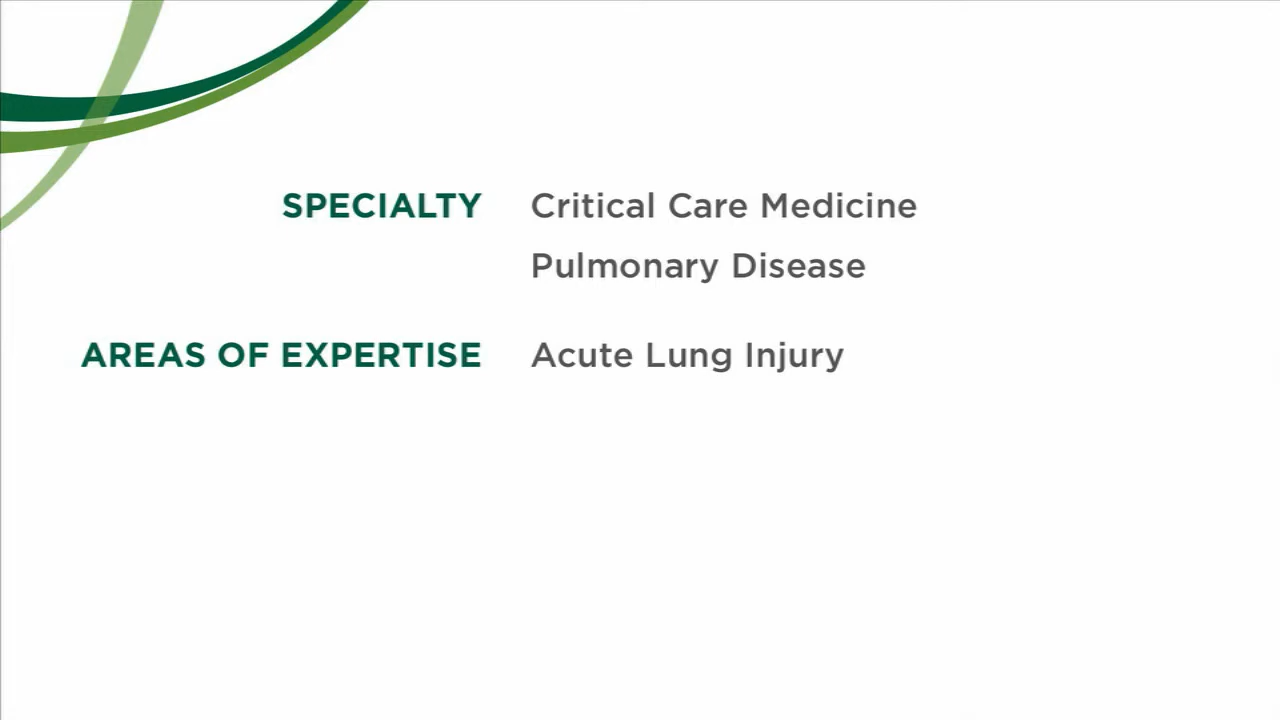 SPECIALTY Critical Care Medicine
Pulmonary Disease
AREAS OF EXPERTISE Acute Lung Injury